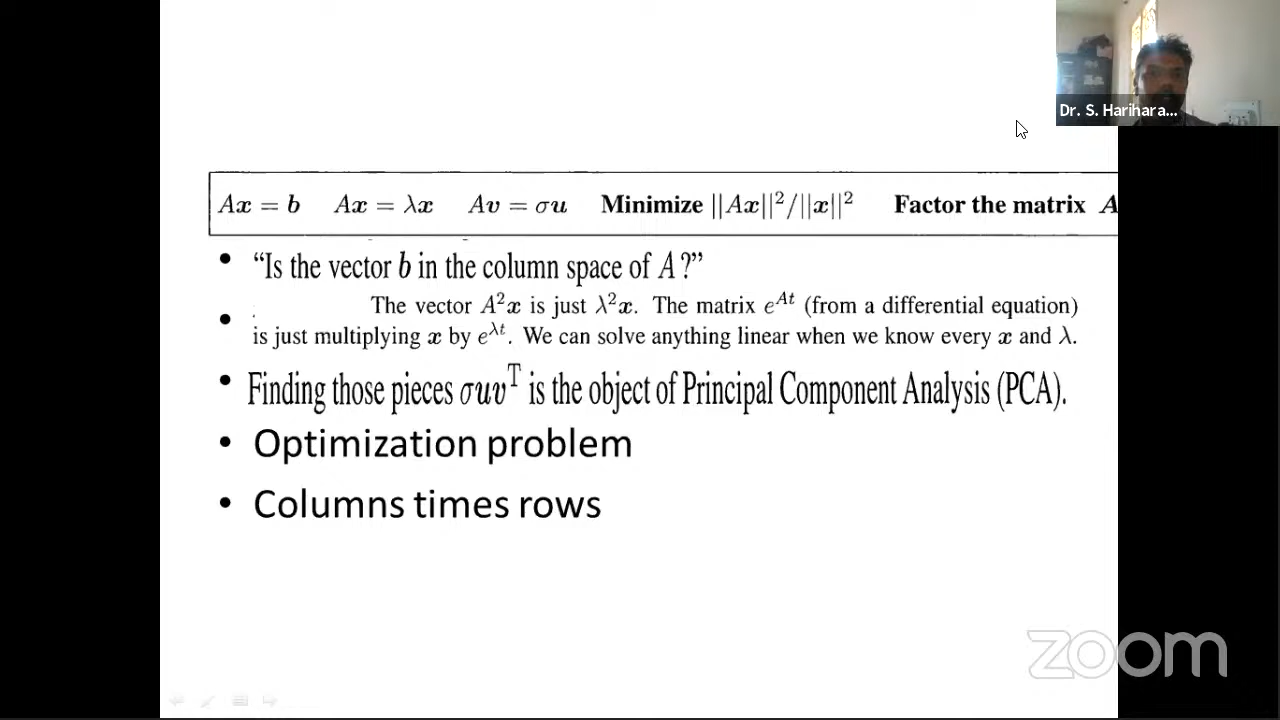 Dr. S. Harihara...
Ax = b Ax = λx Av = σu Minimize ||Ax||²/||x||² Factor the matrix A
• “Is the vector b in the column space of A?”
• The vector A²x is just λ²x. The matrix e^{At} (from a differential equation)
is just multiplying x by e^{λt}. We can solve anything linear when we know every x and λ.
• Finding those pieces σuvᵀ is the object of Principal Component Analysis (PCA).
• Optimization problem
• Columns times rows
zoom